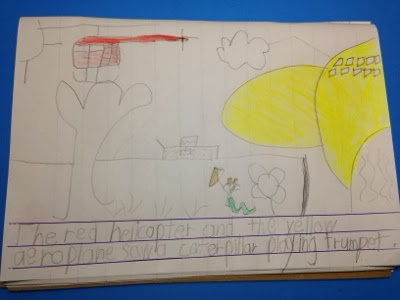 The red helicopter and the yellow
aeroplane saw a caterpillar playing trumpet.